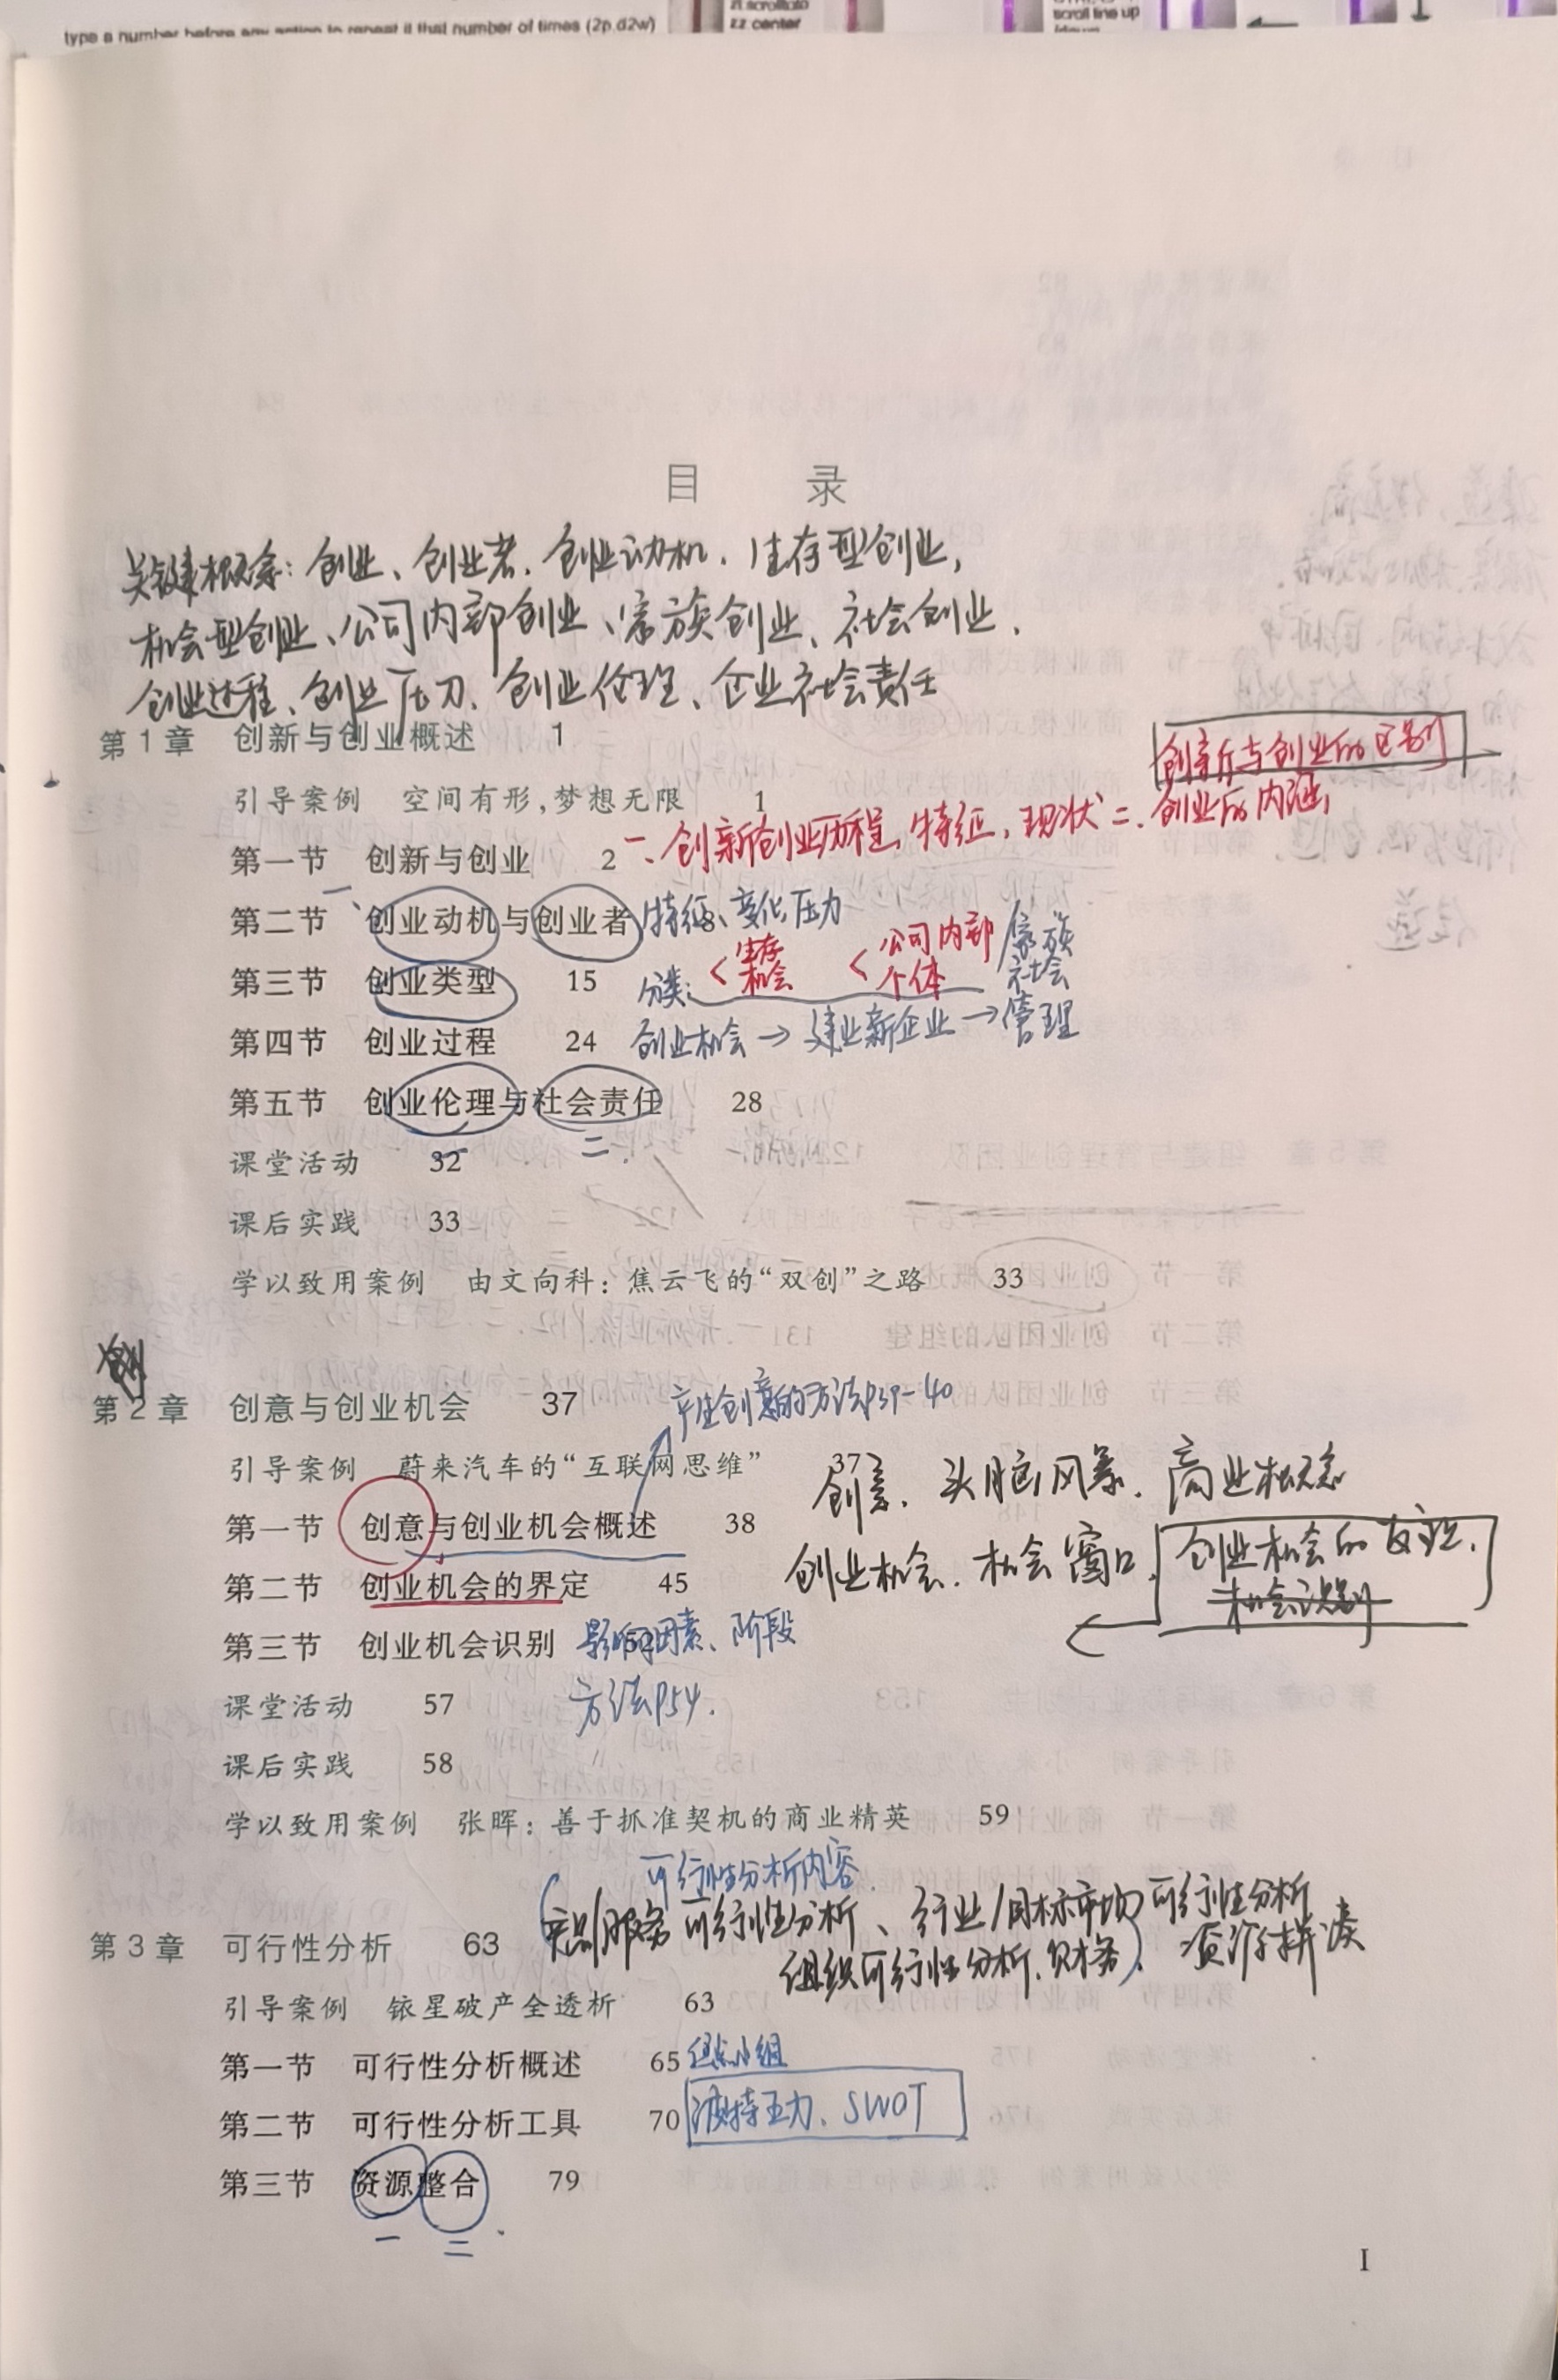 type a number before any action to repeat it that number of times (2p, d2w)
zz center
scroll line up
目 录
关键概念：创业、创业者、创业动机、生存型创业，
机会型创业、公司内部创业、家族创业、社会创业、
创业过程、创业压力、创业伦理、企业社会责任
第1章 创新与创业概述 1
创新与创业的区别
引导案例 空间有形,梦想无限 1
一、创新创业历程,特征,现状 二、创业的内涵,
第一节 创新与创业 2
一、
第二节 创业动机与创业者 8 特征、变化,压力
第三节 创业类型 15 分类: <生存 机会 <公司内部 个体 家族 社会
第四节 创业过程 24 创业机会→建业新企业→管理
第五节 创业伦理与社会责任 28
一 二.
课堂活动 32
课后实践 33
学以致用案例 由文向科：焦云飞的“双创”之路 33
第2章 创意与创业机会 37
产生创意的方法P39-40
引导案例 蔚来汽车的“互联网思维” 37
创意、头脑风暴、商业概念
第一节 创意与创业机会概述 38
创业机会、机会窗口、创业机会的
机会识别
第二节 创业机会的界定 45
第三节 创业机会识别 52 影响因素、阶段
课堂活动 57 方法P54.
课后实践 58
学以致用案例 张晖：善于抓准契机的商业精英 59
可行性分析内容
(产品/服务可行性分析、行业/目标市场可行性分析
第3章 可行性分析 63
组织可行性分析、财务)、资源拼凑
引导案例 铱星破产全透析 63
第一节 可行性分析概述 65 小组
第二节 可行性分析工具 70 波特五力、SWOT
第三节 资源整合 79
一 二
I